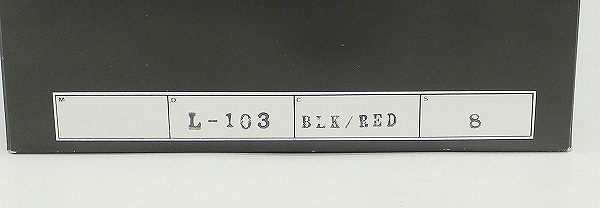 M D C S
L-103 BLK/RED 8